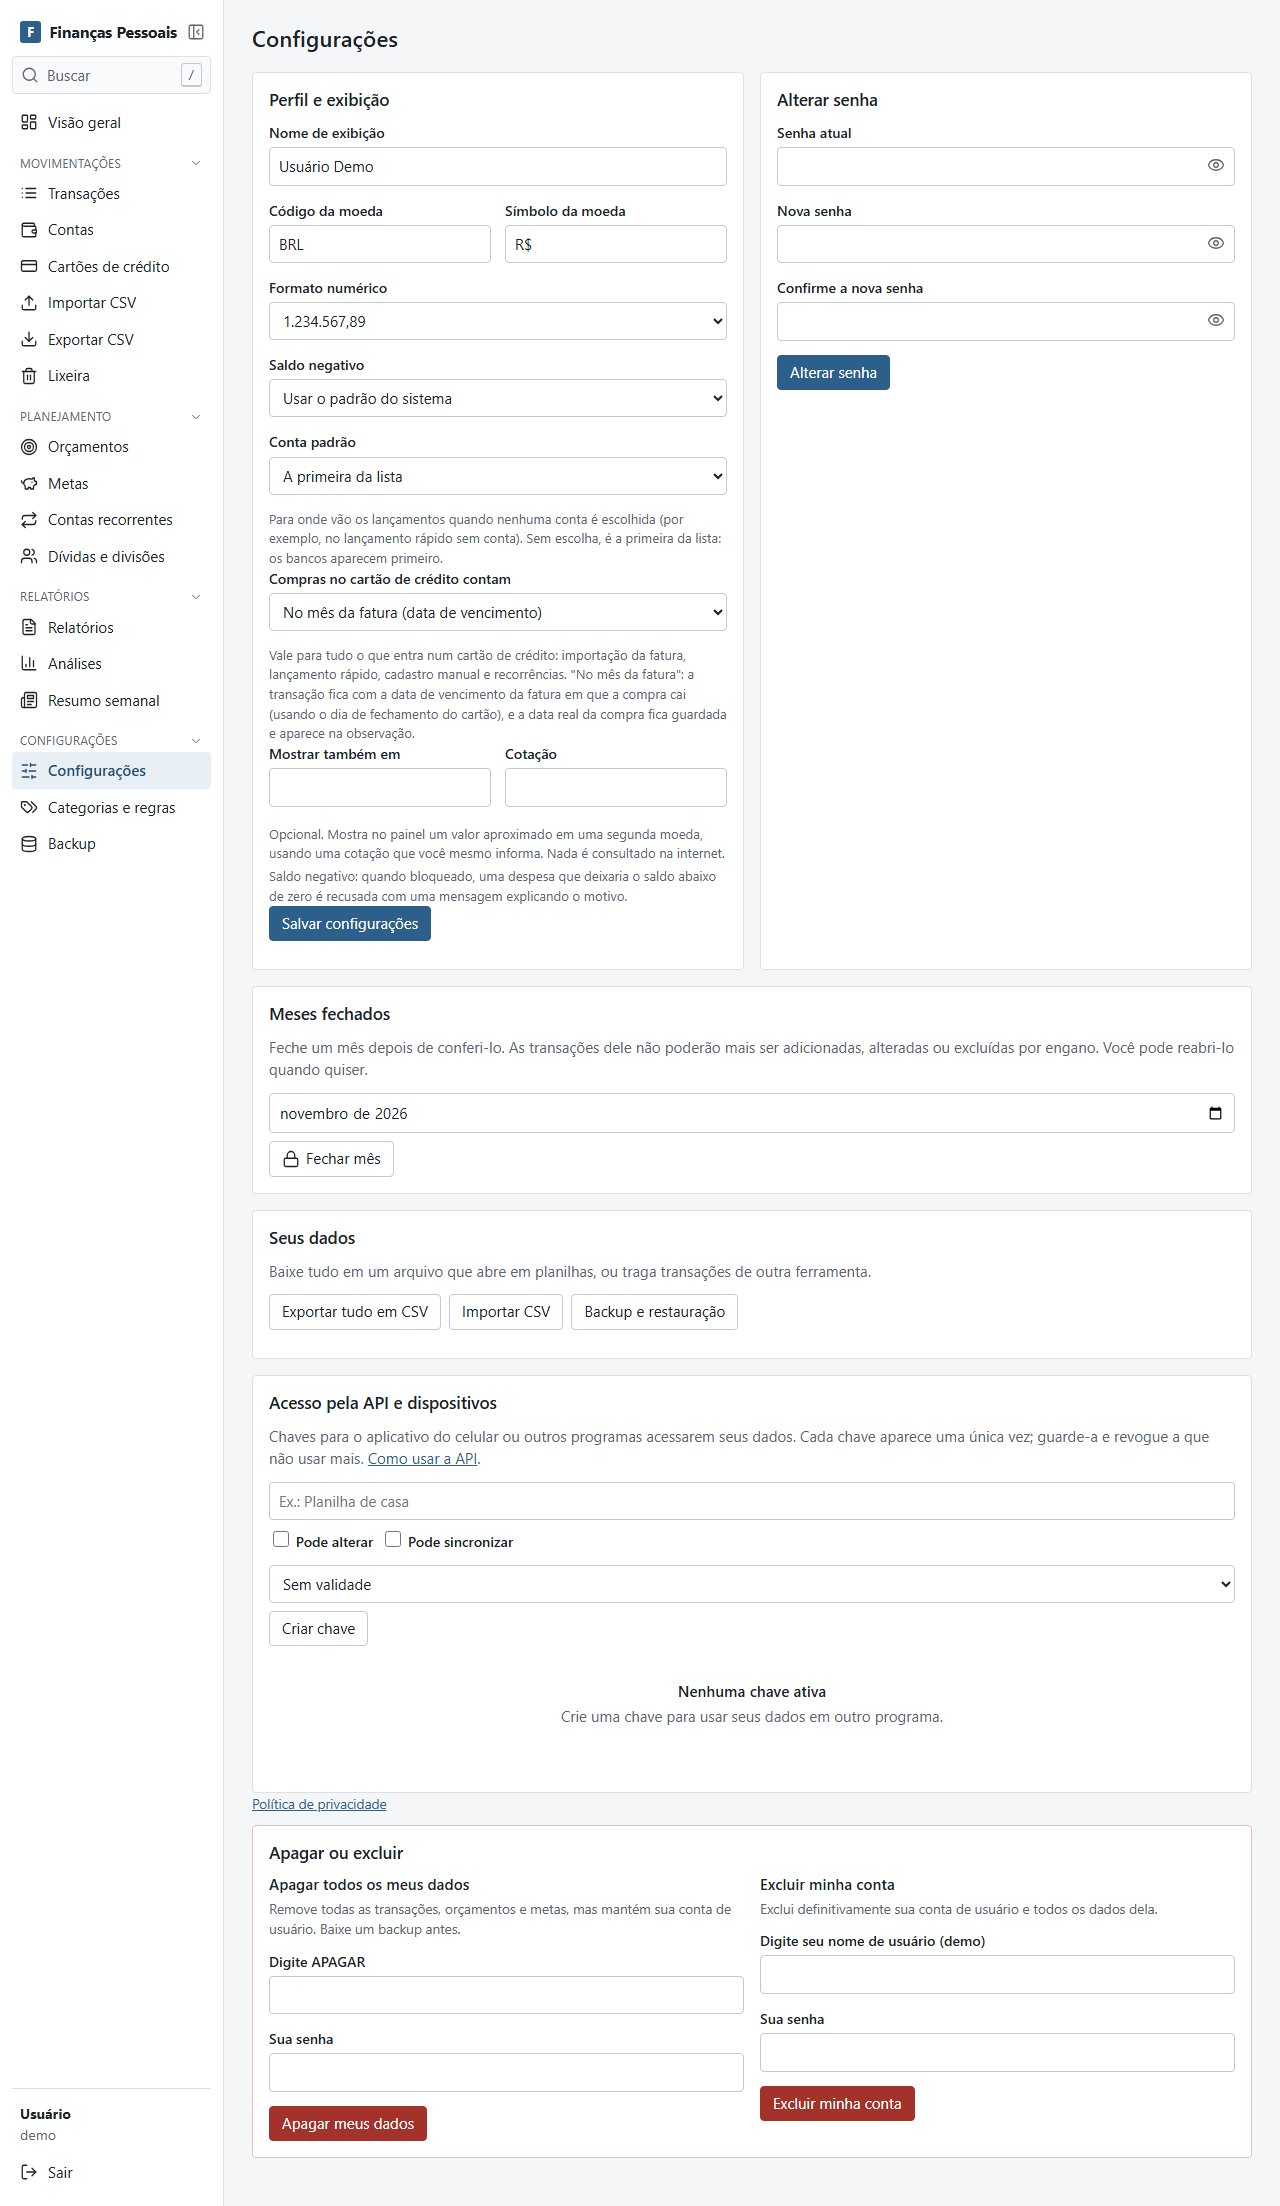 F Finanças Pessoais
Buscar /
Visão geral
MOVIMENTAÇÕES
Transações
Contas
Cartões de crédito
Importar CSV
Exportar CSV
Lixeira
PLANEJAMENTO
Orçamentos
Metas
Contas recorrentes
Dívidas e divisões
RELATÓRIOS
Relatórios
Análises
Resumo semanal
CONFIGURAÇÕES
Configurações
Categorias e regras
Backup
Usuário
demo
Sair
Configurações
Perfil e exibição
Nome de exibição
Usuário Demo
Código da moeda
BRL
Símbolo da moeda
R$
Formato numérico
1.234.567,89
Saldo negativo
Usar o padrão do sistema
Conta padrão
A primeira da lista
Para onde vão os lançamentos quando nenhuma conta é escolhida (por
exemplo, no lançamento rápido sem conta). Sem escolha, é a primeira da lista:
os bancos aparecem primeiro.
Compras no cartão de crédito contam
No mês da fatura (data de vencimento)
Vale para tudo o que entra num cartão de crédito: importação da fatura,
lançamento rápido, cadastro manual e recorrências. "No mês da fatura": a
transação fica com a data de vencimento da fatura em que a compra cai
(usando o dia de fechamento do cartão), e a data real da compra fica guardada
e aparece na observação.
Mostrar também em
Cotação
Opcional. Mostra no painel um valor aproximado em uma segunda moeda,
usando uma cotação que você mesmo informa. Nada é consultado na internet.
Saldo negativo: quando bloqueado, uma despesa que deixaria o saldo abaixo
de zero é recusada com uma mensagem explicando o motivo.
Salvar configurações
Alterar senha
Senha atual
Nova senha
Confirme a nova senha
Alterar senha
Meses fechados
Feche um mês depois de conferi-lo. As transações dele não poderão mais ser adicionadas, alteradas ou excluídas por engano. Você pode reabri-lo
quando quiser.
novembro de 2026
Fechar mês
Seus dados
Baixe tudo em um arquivo que abre em planilhas, ou traga transações de outra ferramenta.
Exportar tudo em CSV
Importar CSV
Backup e restauração
Acesso pela API e dispositivos
Chaves para o aplicativo do celular ou outros programas acessarem seus dados. Cada chave aparece uma única vez; guarde-a e revogue a que
não usar mais. Como usar a API.
Ex.: Planilha de casa
Pode alterar
Pode sincronizar
Sem validade
Criar chave
Nenhuma chave ativa
Crie uma chave para usar seus dados em outro programa.
Política de privacidade
Apagar ou excluir
Apagar todos os meus dados
Remove todas as transações, orçamentos e metas, mas mantém sua conta de
usuário. Baixe um backup antes.
Digite APAGAR
Sua senha
Apagar meus dados
Excluir minha conta
Exclui definitivamente sua conta de usuário e todos os dados dela.
Digite seu nome de usuário (demo)
Sua senha
Excluir minha conta